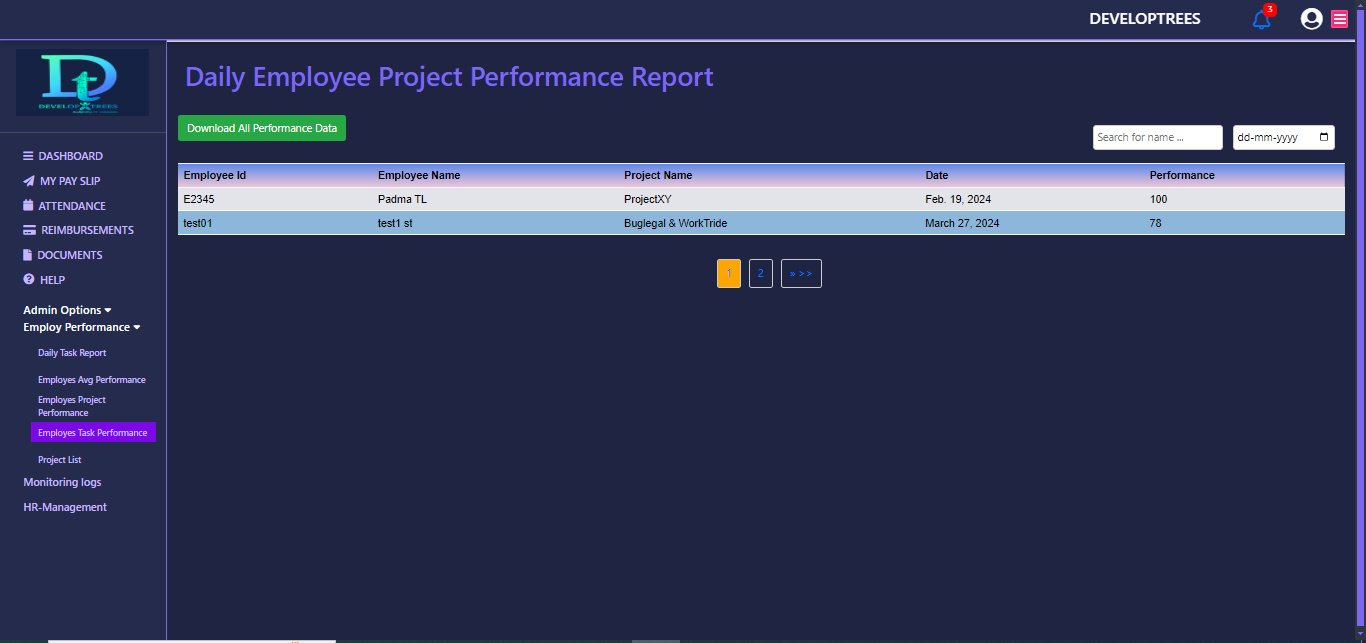 DEVELOPTREES
3
Dt
DEVELOPTREES
DASHBOARD
MY PAY SLIP
ATTENDANCE
REIMBURSEMENTS
DOCUMENTS
HELP
Admin Options
Employ Performance
Daily Task Report
Employes Avg Performance
Employes Project
Performance
Employes Task Performance
Project List
Monitoring logs
HR-Management
Daily Employee Project Performance Report
Download All Performance Data
Search for name ...
dd-mm-yyyy
Employee Id Employee Name Project Name Date Performance
E2345 Padma TL ProjectXY Feb. 19, 2024 100
test01 test1 st Buglegal & WorkTride March 27, 2024 78
1 2 » >>